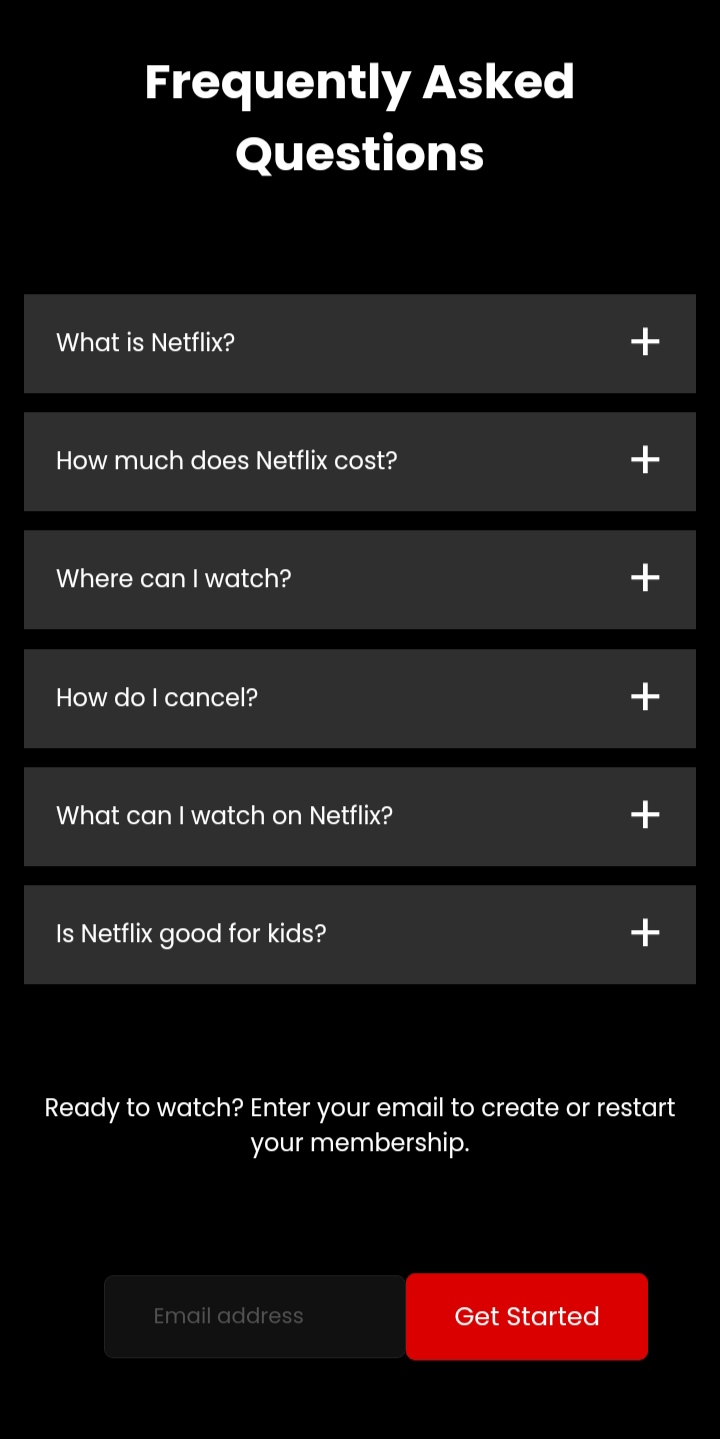 Frequently Asked
Questions
What is Netflix?
How much does Netflix cost?
Where can I watch?
How do I cancel?
What can I watch on Netflix?
Is Netflix good for kids?
Ready to watch? Enter your email to create or restart
your membership.
Email address
Get Started